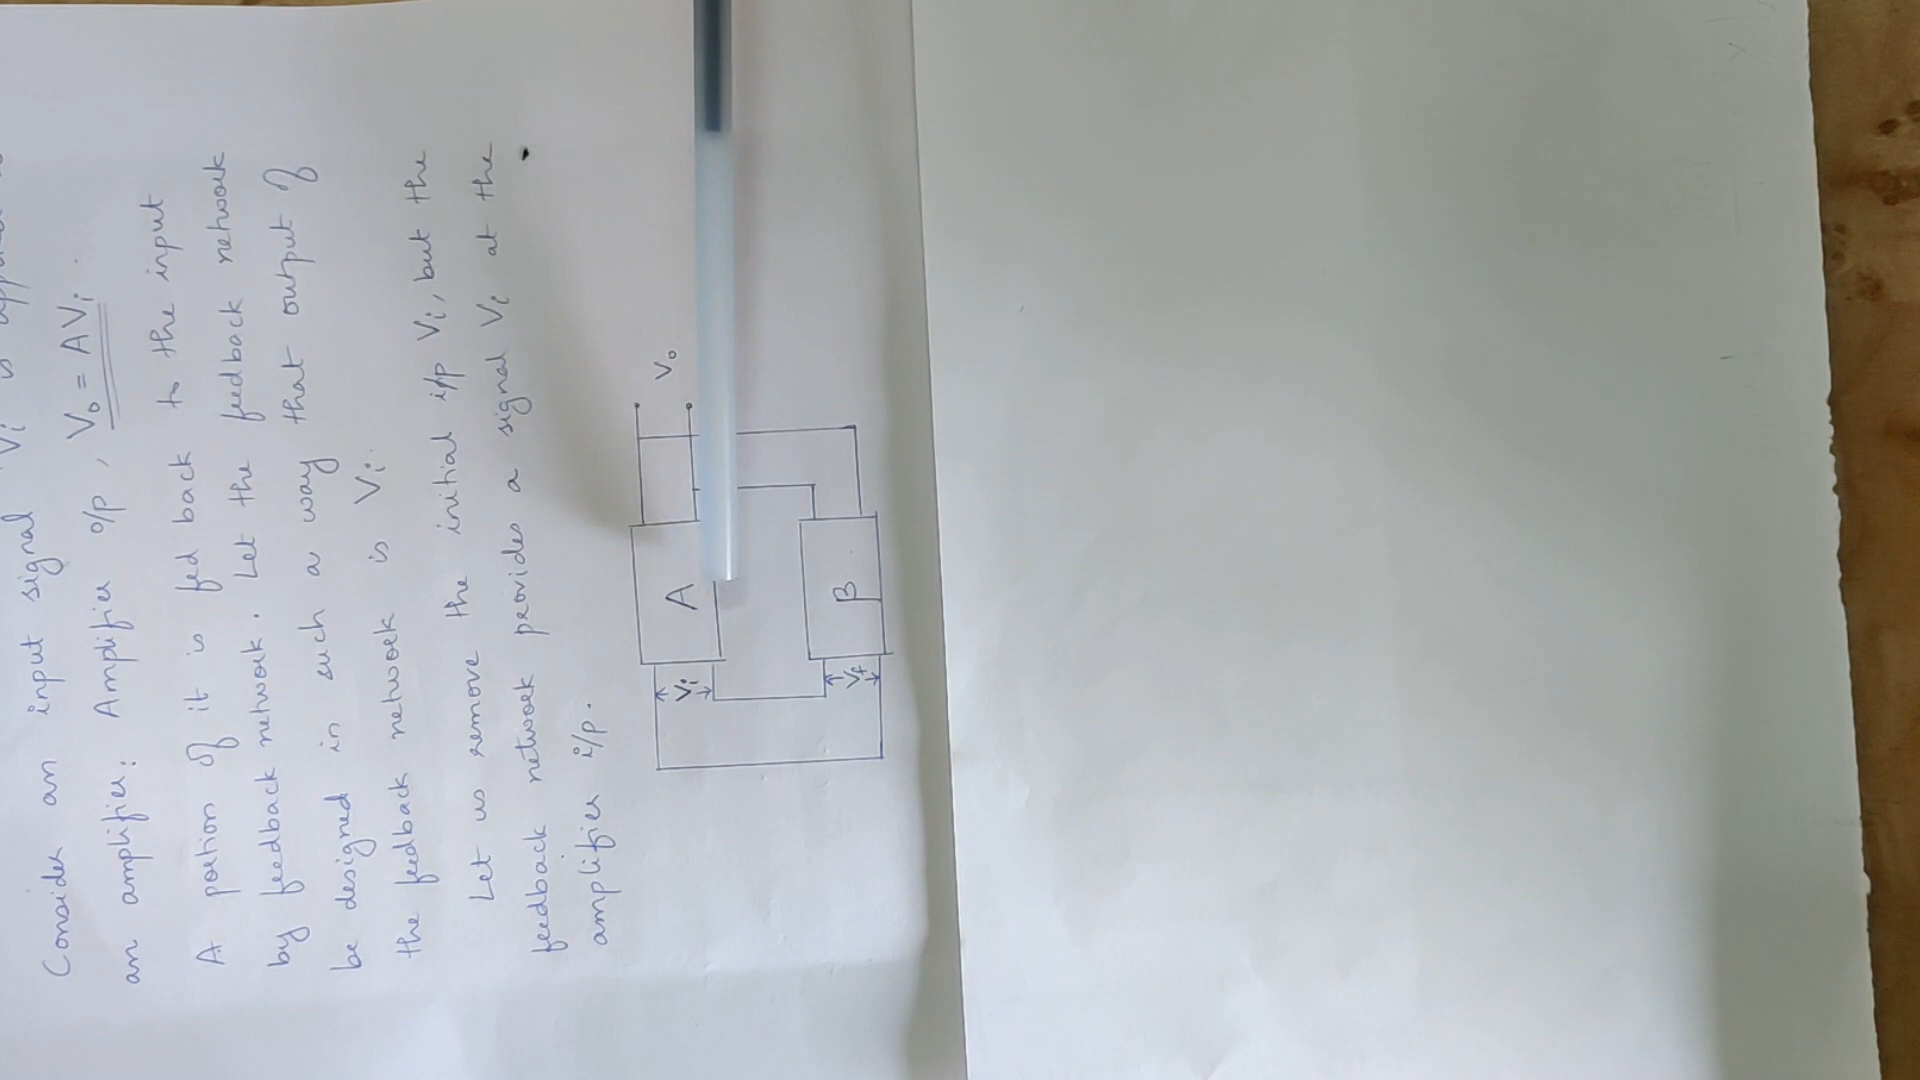 Consider an input signal Vi is
an amplifier. Amplifier o/p, Vo = AVi.
A portion of it is fed back to the input
by feedback network. Let the feedback network
be designed in such a way that output of
the feedback network is Vi.
Let us remove the initial i/p Vi, but the
feedback network provides a signal Vi at the
amplifier i/p.
Vi
A
Vo
Vf
β